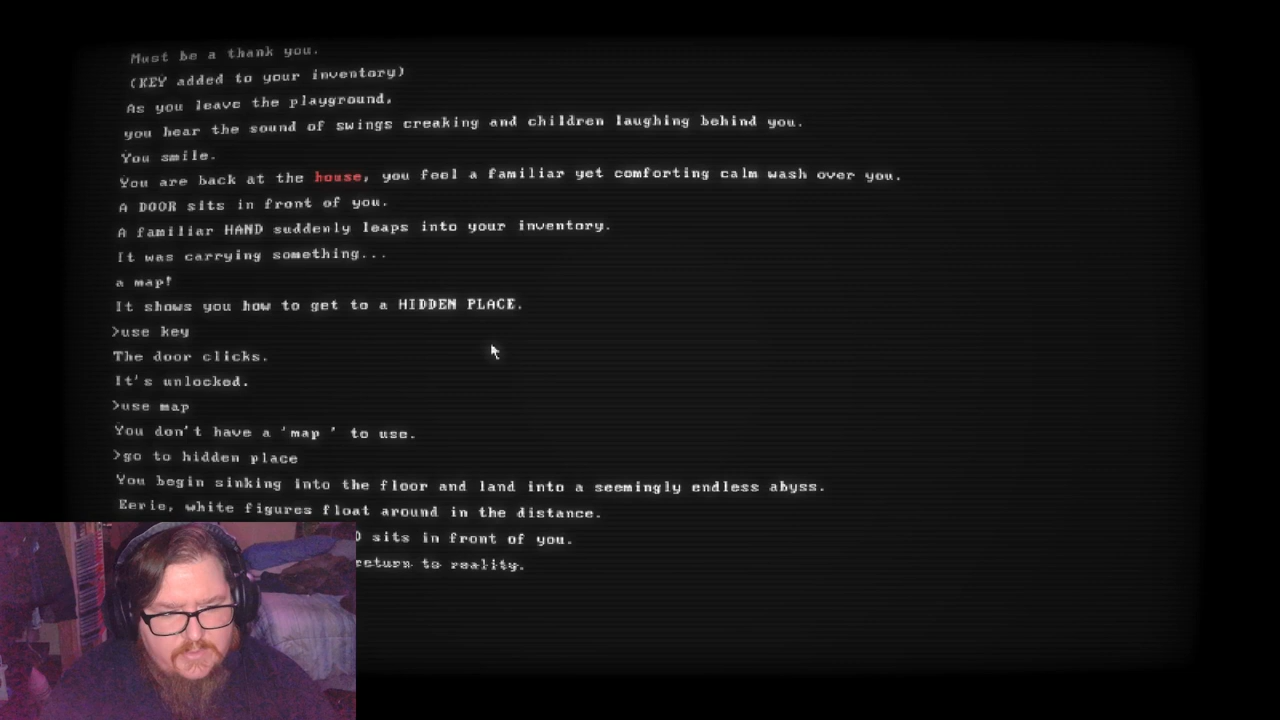 Must be a thank you.
(KEY added to your inventory)
As you leave the playground,
you hear the sound of swings creaking and children laughing behind you.
You smile.
You are back at the house, you feel a familiar yet comforting calm wash over you.
A DOOR sits in front of you.
A familiar HAND suddenly leaps into your inventory.
It was carrying something...
a map!
It shows you how to get to a HIDDEN PLACE.
>use key
The door clicks.
It's unlocked.
>use map
You don't have a 'map ' to use.
>go to hidden place
You begin sinking into the floor and land into a seemingly endless abyss.
Eerie, white figures float around in the distance.
sits in front of you.
return to reality.